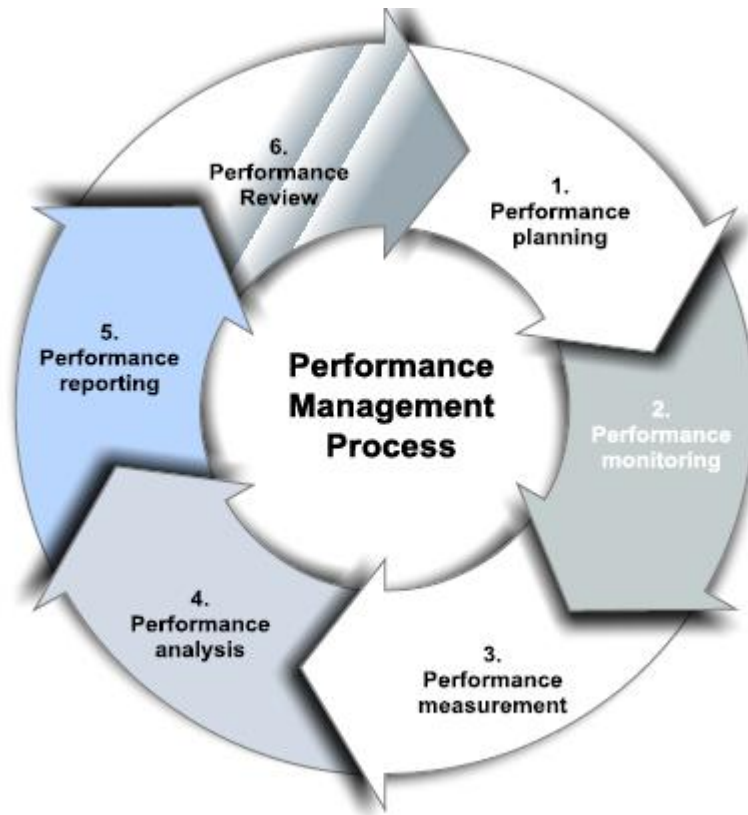 Performance
Management
Process
1.
Performance
planning
2.
Performance
monitoring
3.
Performance
measurement
4.
Performance
analysis
5.
Performance
reporting
6.
Performance
Review